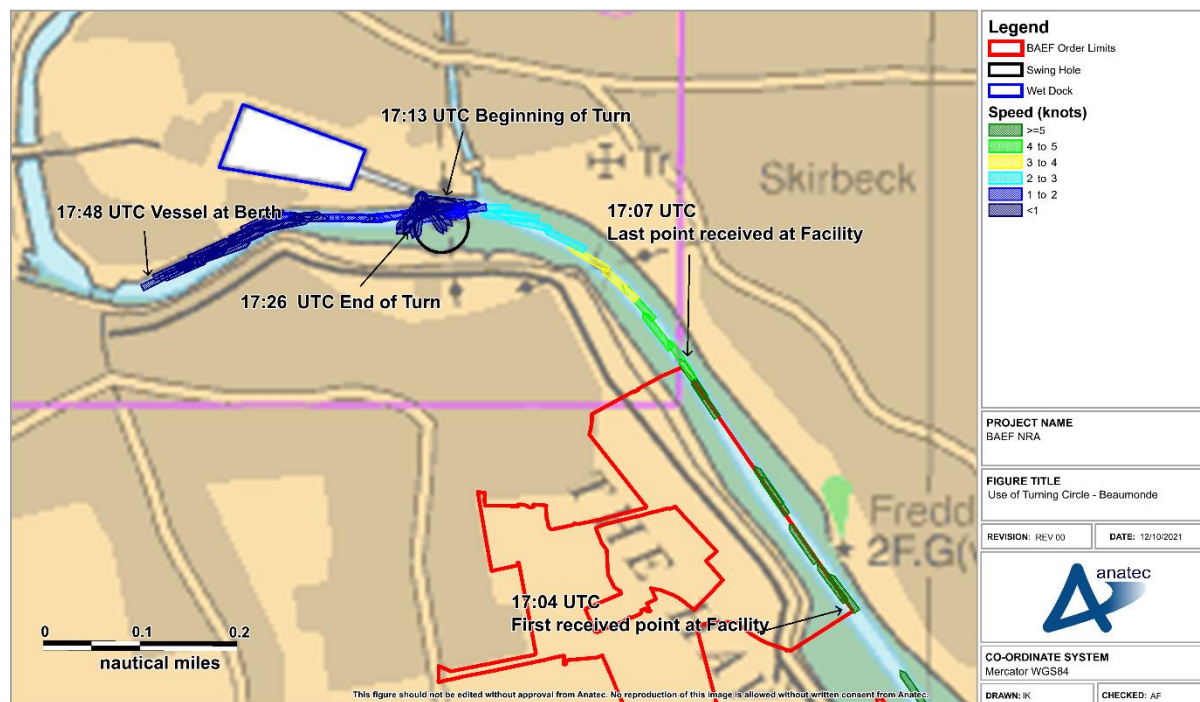 17:13 UTC Beginning of Turn
Skirbeck
17:48 UTC Vessel at Berth
17:07 UTC
Last point received at Facility
17:26 UTC End of Turn
THE
Fredd
2F.G(v
17:04 UTC
First received point at Facility
0 0.1 0.2
nautical miles
This figure should not be edited without approval from Anatec. No reproduction of this image is allowed without written consent from Anatec.
Legend
BAEF Order Limits
Swing Hole
Wet Dock
Speed (knots)
>=5
4 to 5
3 to 4
2 to 3
1 to 2
<1
PROJECT NAME
BAEF NRA
FIGURE TITLE
Use of Turning Circle - Beaumonde
REVISION: REV 00 DATE: 12/10/2021
anatec
CO-ORDINATE SYSTEM
Mercator WGS84
DRAWN: IK CHECKED: AF